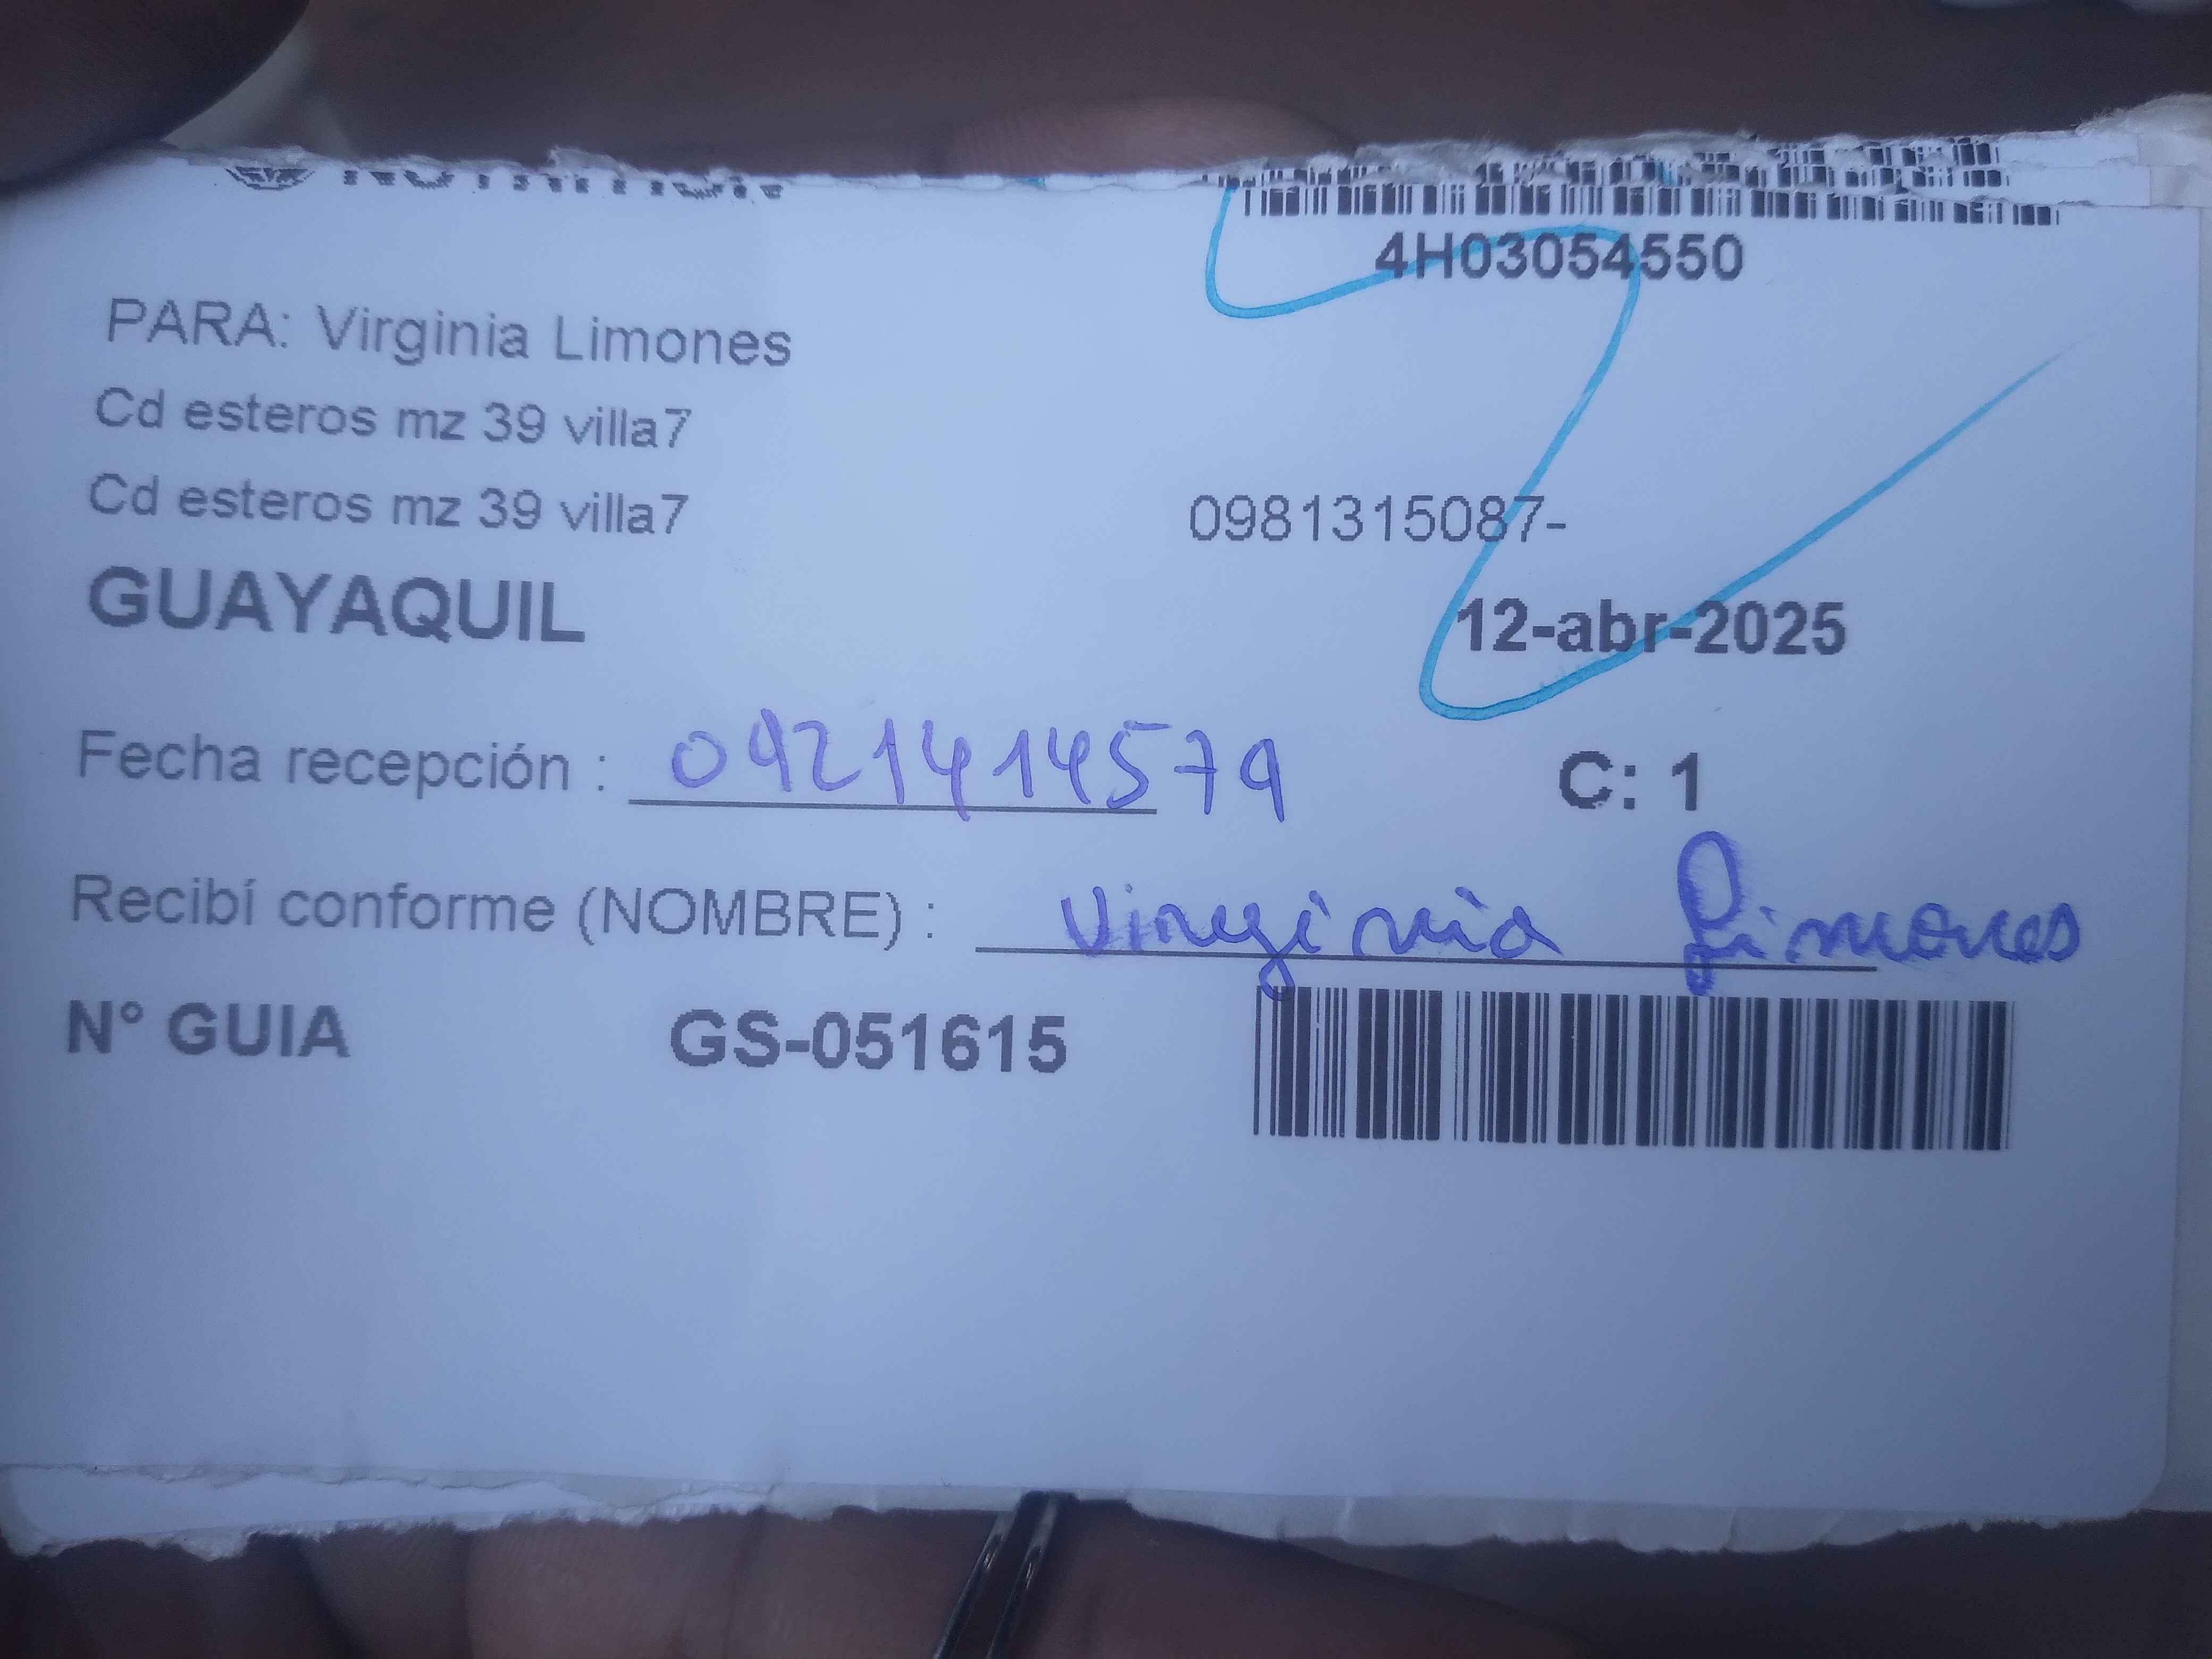 4H03054550
PARA: Virginia Limones
Cd esteros mz 39 villa7
Cd esteros mz 39 villa7 0981315087-
GUAYAQUIL 12-abr-2025
Fecha recepción : 0921414579 C: 1
Recibí conforme (NOMBRE) : Virginia Limones
N° GUIA GS-051615